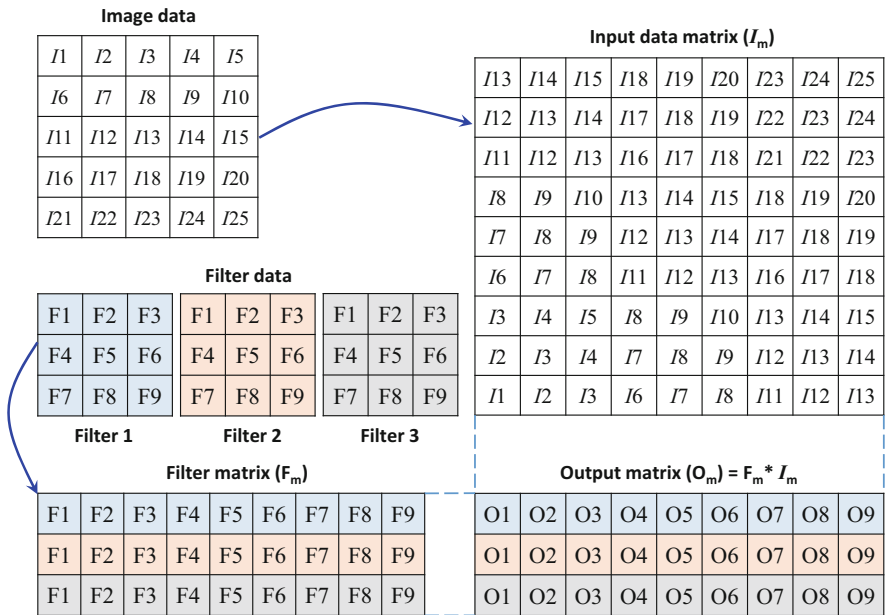 Image data
I1 I2 I3 I4 I5
I6 I7 I8 I9 I10
I11 I12 I13 I14 I15
I16 I17 I18 I19 I20
I21 I22 I23 I24 I25
Input data matrix (Im)
I13 I14 I15 I18 I19 I20 I23 I24 I25
I12 I13 I14 I17 I18 I19 I22 I23 I24
I11 I12 I13 I16 I17 I18 I21 I22 I23
I8 I9 I10 I13 I14 I15 I18 I19 I20
I7 I8 I9 I12 I13 I14 I17 I18 I19
I6 I7 I8 I11 I12 I13 I16 I17 I18
I3 I4 I5 I8 I9 I10 I13 I14 I15
I2 I3 I4 I7 I8 I9 I12 I13 I14
I1 I2 I3 I6 I7 I8 I11 I12 I13
Filter data
F1 F2 F3
F4 F5 F6
F7 F8 F9
Filter 1
F1 F2 F3
F4 F5 F6
F7 F8 F9
Filter 2
F1 F2 F3
F4 F5 F6
F7 F8 F9
Filter 3
Filter matrix (Fm)
F1 F2 F3 F4 F5 F6 F7 F8 F9
F1 F2 F3 F4 F5 F6 F7 F8 F9
F1 F2 F3 F4 F5 F6 F7 F8 F9
Output matrix (Om) = Fm* Im
O1 O2 O3 O4 O5 O6 O7 O8 O9
O1 O2 O3 O4 O5 O6 O7 O8 O9
O1 O2 O3 O4 O5 O6 O7 O8 O9